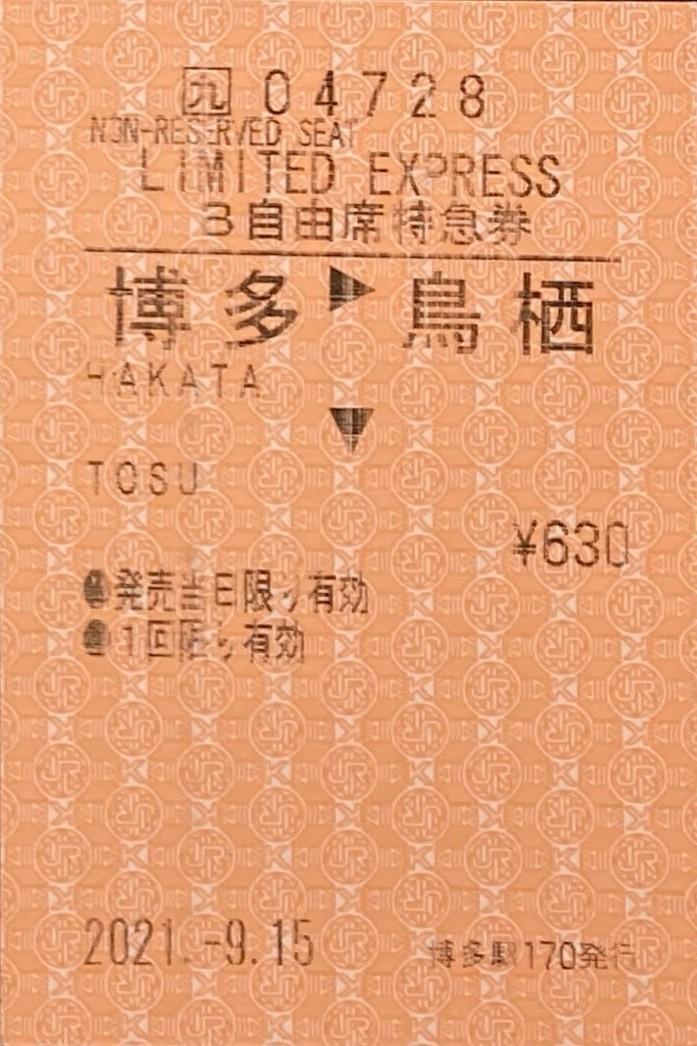 九 04728
NON-RESERVED SEAT
LIMITED EXPRESS
B自由席特急券
博多▶鳥栖
HAKATA
▼
TOSU
¥630
●発売当日限り有効
●1回限り有効
2021.-9.15
博多駅170発行